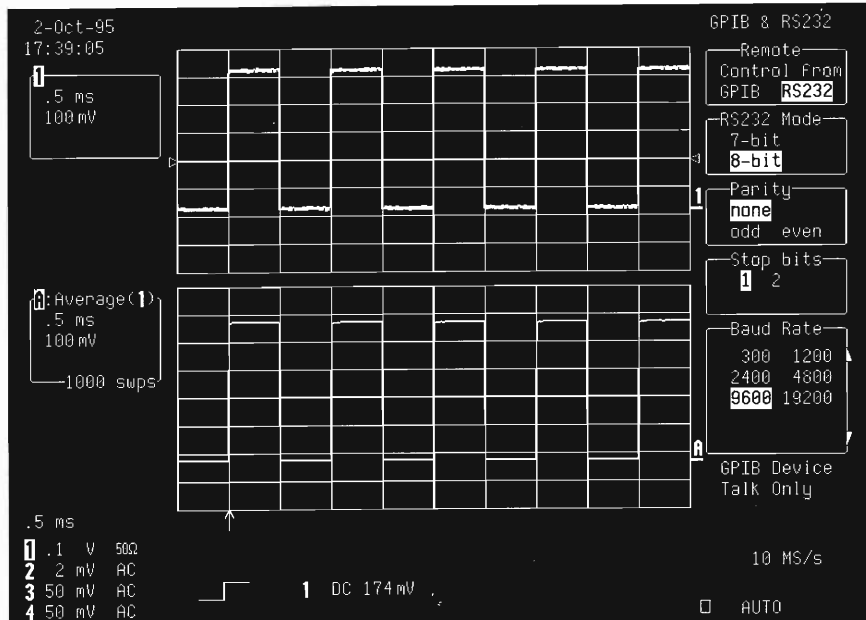 2-Oct-95
17:39:05
1
.5 ms
100 mV
A:Average(1)
.5 ms
100 mV
1000 swps
.5 ms
1 .1 V 50Ω
2 2 mV AC
3 50 mV AC
4 50 mV AC
1 DC 174 mV
1
A
GPIB & RS232
Remote
Control from
GPIB RS232
RS232 Mode
7-bit
8-bit
Parity
none
odd even
Stop bits
1 2
Baud Rate
300 1200
2400 4800
9600 19200
GPIB Device
Talk Only
10 MS/s
AUTO